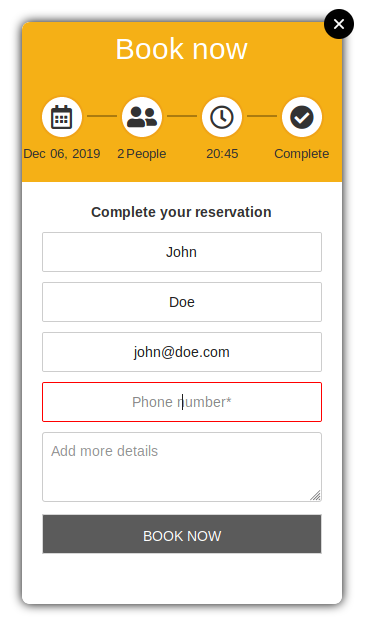 Book now
Dec 06, 2019 2 People 20:45 Complete
Complete your reservation
John
Doe
john@doe.com
Phone number*
Add more details
BOOK NOW